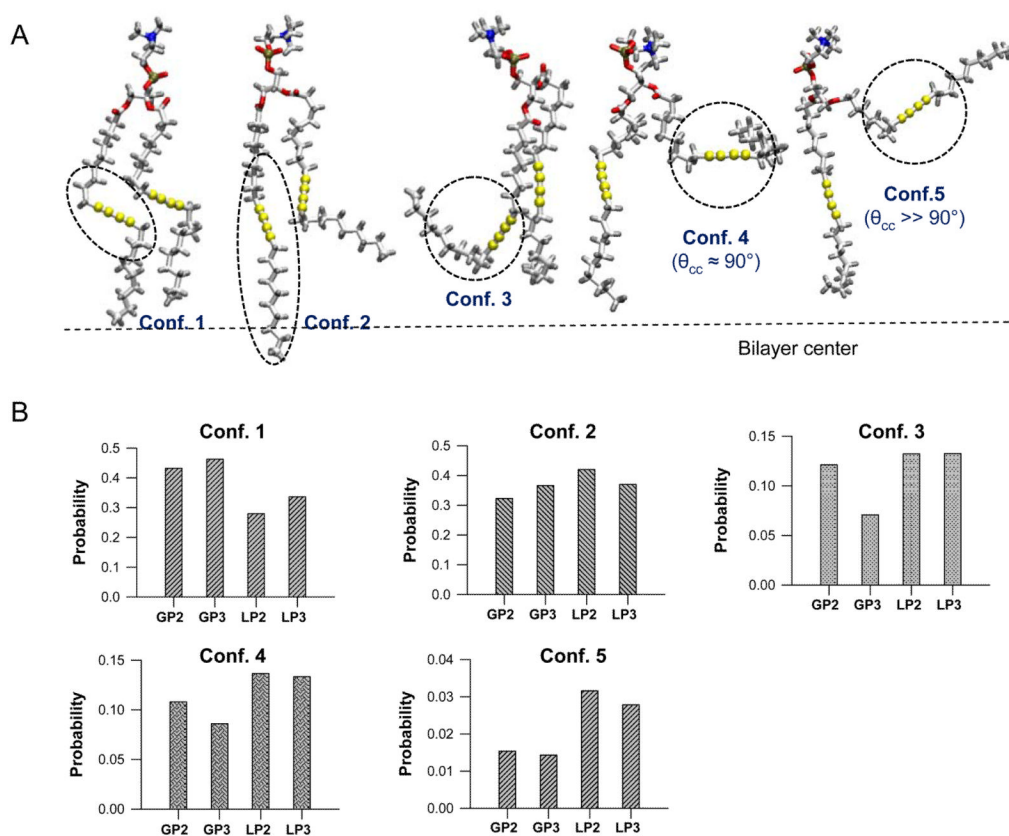 A
Conf. 1
Conf. 2
Conf. 3
Conf. 4
(θcc ≈ 90°)
Conf.5
(θcc >> 90°)
Bilayer center
B
Conf. 1
Probability
0.5
0.4
0.3
0.2
0.1
0.0
GP2 GP3 LP2 LP3
Conf. 2
Probability
0.5
0.4
0.3
0.2
0.1
0.0
GP2 GP3 LP2 LP3
Conf. 3
Probability
0.15
0.10
0.05
0.00
GP2 GP3 LP2 LP3
Conf. 4
Probability
0.15
0.10
0.05
0.00
GP2 GP3 LP2 LP3
Conf. 5
Probability
0.04
0.03
0.02
0.01
0.00
GP2 GP3 LP2 LP3